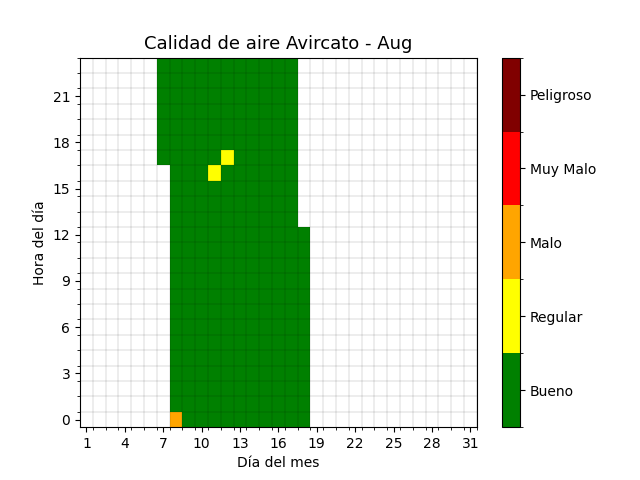 Calidad de aire Avircato - Aug
Hora del día
21
18
15
12
9
6
3
0
1 4 7 10 13 16 19 22 25 28 31
Día del mes
Peligroso
Muy Malo
Malo
Regular
Bueno